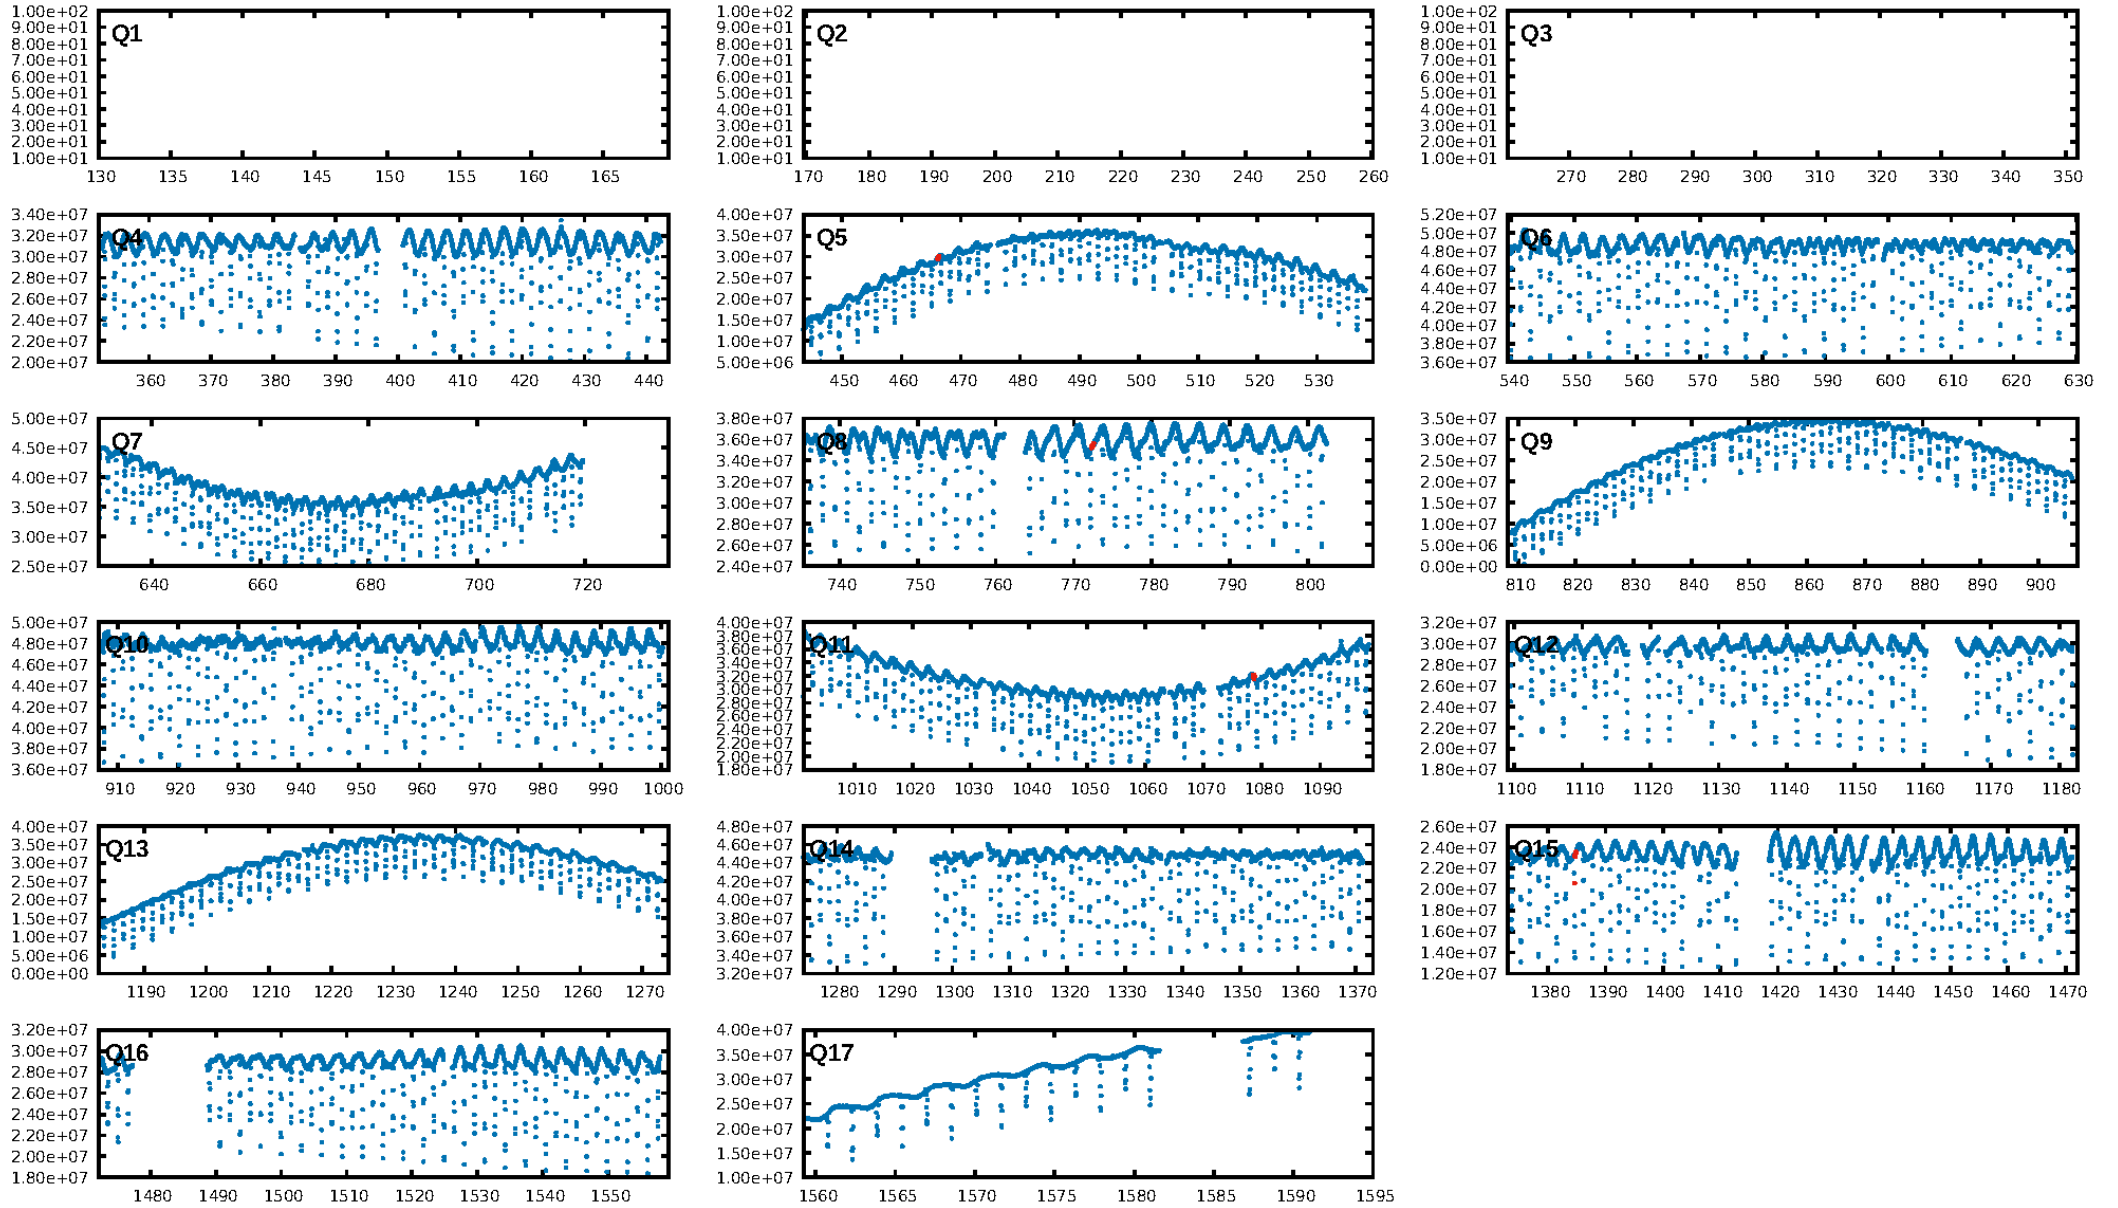 Q1
1.00e+02
9.00e+01
8.00e+01
7.00e+01
6.00e+01
5.00e+01
4.00e+01
3.00e+01
2.00e+01
1.00e+01
130 135 140 145 150 155 160 165
Q2
1.00e+02
9.00e+01
8.00e+01
7.00e+01
6.00e+01
5.00e+01
4.00e+01
3.00e+01
2.00e+01
1.00e+01
170 180 190 200 210 220 230 240 250 260
Q3
1.00e+02
9.00e+01
8.00e+01
7.00e+01
6.00e+01
5.00e+01
4.00e+01
3.00e+01
2.00e+01
1.00e+01
270 280 290 300 310 320 330 340 350
Q4
3.40e+07
3.20e+07
3.00e+07
2.80e+07
2.60e+07
2.40e+07
2.20e+07
2.00e+07
360 370 380 390 400 410 420 430 440
Q5
4.00e+07
3.50e+07
3.00e+07
2.50e+07
2.00e+07
1.50e+07
1.00e+07
5.00e+06
450 460 470 480 490 500 510 520 530
Q6
5.20e+07
5.00e+07
4.80e+07
4.60e+07
4.40e+07
4.20e+07
4.00e+07
3.80e+07
3.60e+07
540 550 560 570 580 590 600 610 620 630
Q7
5.00e+07
4.50e+07
4.00e+07
3.50e+07
3.00e+07
2.50e+07
640 660 680 700 720
Q8
3.80e+07
3.60e+07
3.40e+07
3.20e+07
3.00e+07
2.80e+07
2.60e+07
2.40e+07
740 750 760 770 780 790 800
Q9
3.50e+07
3.00e+07
2.50e+07
2.00e+07
1.50e+07
1.00e+07
5.00e+06
0.00e+00
810 820 830 840 850 860 870 880 890 900
Q10
5.00e+07
4.80e+07
4.60e+07
4.40e+07
4.20e+07
4.00e+07
3.80e+07
3.60e+07
910 920 930 940 950 960 970 980 990 1000
Q11
4.00e+07
3.80e+07
3.60e+07
3.40e+07
3.20e+07
3.00e+07
2.80e+07
2.60e+07
2.40e+07
2.20e+07
2.00e+07
1.80e+07
1010 1020 1030 1040 1050 1060 1070 1080 1090
Q12
3.20e+07
3.00e+07
2.80e+07
2.60e+07
2.40e+07
2.20e+07
2.00e+07
1.80e+07
1100 1110 1120 1130 1140 1150 1160 1170 1180
Q13
4.00e+07
3.50e+07
3.00e+07
2.50e+07
2.00e+07
1.50e+07
1.00e+07
5.00e+06
0.00e+00
1190 1200 1210 1220 1230 1240 1250 1260 1270
Q14
4.80e+07
4.60e+07
4.40e+07
4.20e+07
4.00e+07
3.80e+07
3.60e+07
3.40e+07
3.20e+07
1280 1290 1300 1310 1320 1330 1340 1350 1360 1370
Q15
2.60e+07
2.40e+07
2.20e+07
2.00e+07
1.80e+07
1.60e+07
1.40e+07
1.20e+07
1380 1390 1400 1410 1420 1430 1440 1450 1460 1470
Q16
3.20e+07
3.00e+07
2.80e+07
2.60e+07
2.40e+07
2.20e+07
2.00e+07
1.80e+07
1480 1490 1500 1510 1520 1530 1540 1550
Q17
4.00e+07
3.50e+07
3.00e+07
2.50e+07
2.00e+07
1.50e+07
1.00e+07
1560 1565 1570 1575 1580 1585 1590 1595